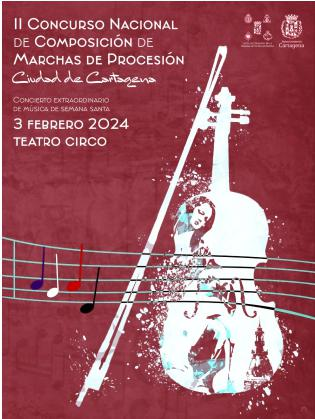 II Concurso Nacional
de Composición de
Marchas de Procesión
Ciudad de Cartagena
Concierto extraordinario
de música de Semana Santa
3 febrero 2024
Teatro Circo
Cartagena